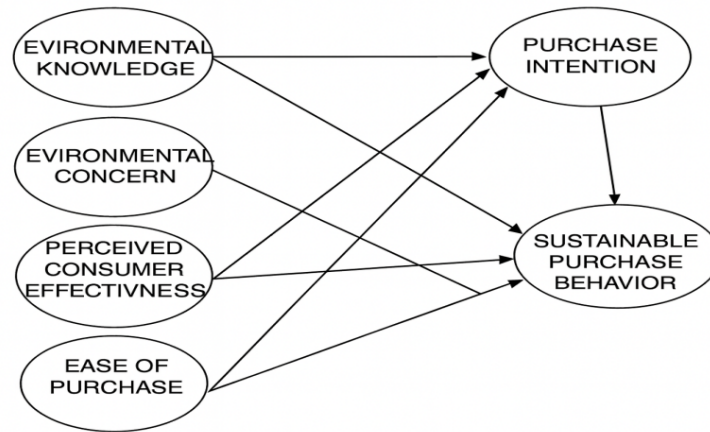 EVIRONMENTAL
KNOWLEDGE
PURCHASE
INTENTION
EVIRONMENTAL
CONCERN
PERCEIVED
CONSUMER
EFFECTIVNESS
SUSTAINABLE
PURCHASE
BEHAVIOR
EASE OF
PURCHASE